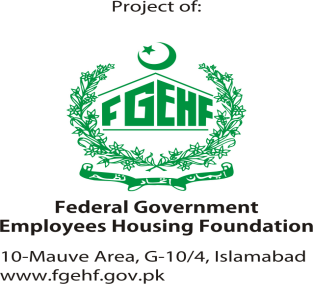 Project of:
FGEHF
Federal Government
Employees Housing Foundation
10-Mauve Area, G-10/4, Islamabad
www.fgehf.gov.pk